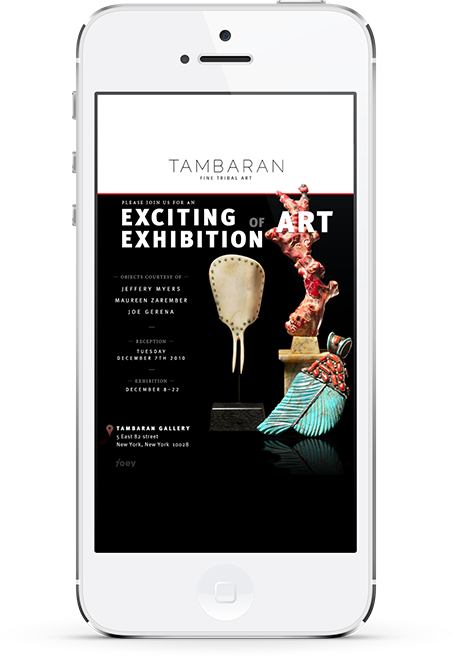 TAMBARAN
FINE TRIBAL ART
PLEASE JOIN US FOR AN
EXCITING OF ART
EXHIBITION
OBJECTS COURTESY OF
JEFFERY MYERS
MAUREEN ZAREMBER
JOE GERENA
RECEPTION
TUESDAY
DECEMBER 7TH 2010
EXHIBITION
DECEMBER 8-22
TAMBARAN GALLERY
5 East 82 street
New York, New York 10028
joey